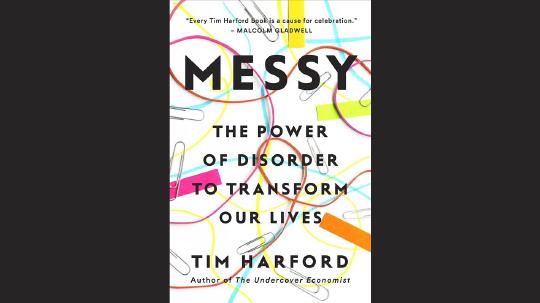 "Every Tim Harford book is a cause for celebration."
– MALCOLM GLADWELL
MESSY
THE POWER
OF DISORDER
TO TRANSFORM
OUR LIVES
TIM HARFORD
Author of The Undercover Economist